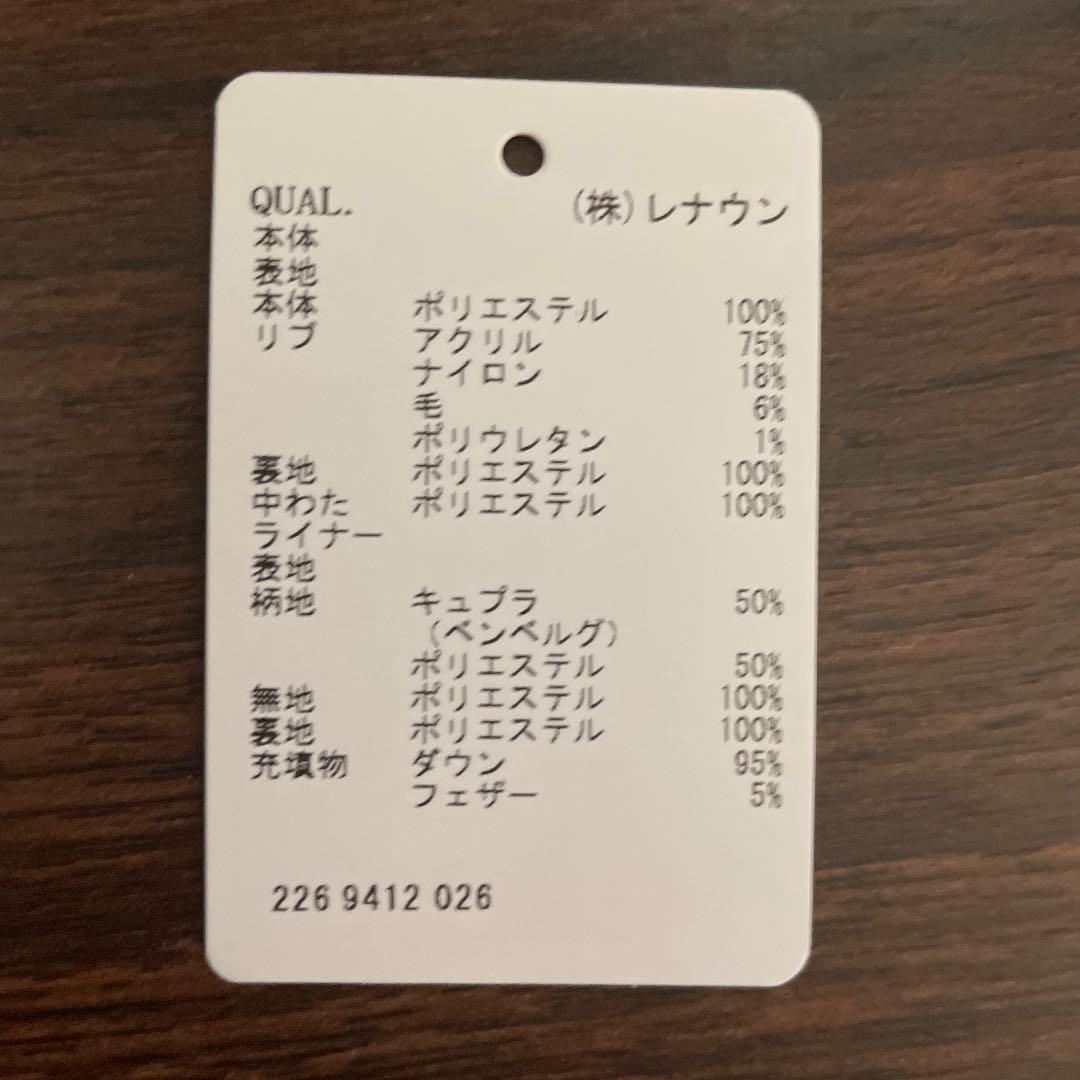 QUAL. (株)レナウン
本体
表地
本体 ポリエステル 100%
リブ アクリル 75%
ナイロン 18%
毛 6%
ポリウレタン 1%
裏地 ポリエステル 100%
中わた ポリエステル 100%
ライナー
表地
柄地 キュプラ 50%
(ベンベルグ)
ポリエステル 50%
無地 ポリエステル 100%
裏地 ポリエステル 100%
充填物 ダウン 95%
フェザー 5%
226 9412 026